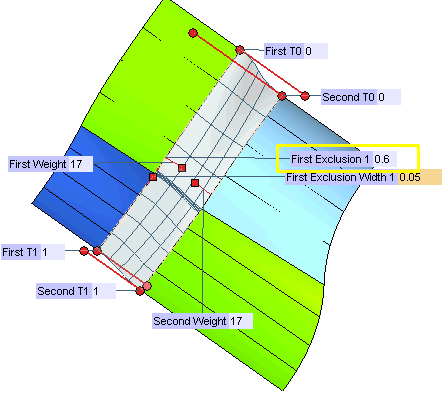 First T0 0
Second T0 0
First Exclusion 1 0.6
First Weight 17
First Exclusion Width 1 0.05
First T1 1
Second T1 1
Second Weight 17